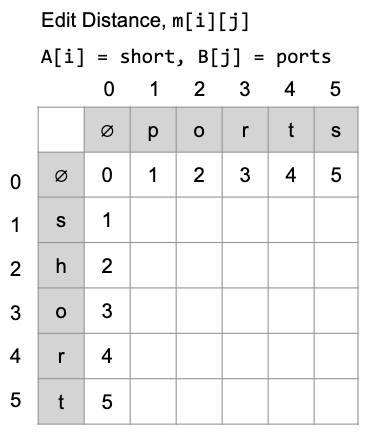 Edit Distance, m[i][j]
A[i] = short, B[j] = ports
0 1 2 3 4 5
∅ p o r t s
0 ∅ 0 1 2 3 4 5
1 s 1
2 h 2
3 o 3
4 r 4
5 t 5